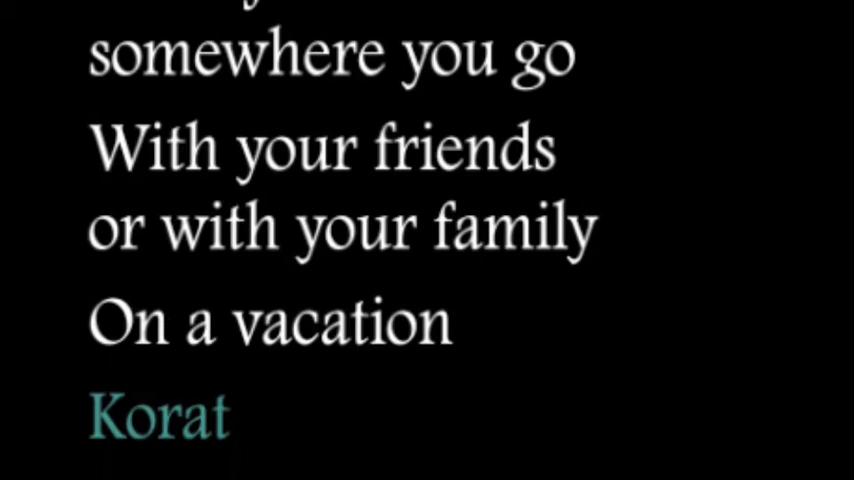 somewhere you go
With your friends
or with your family
On a vacation
Korat